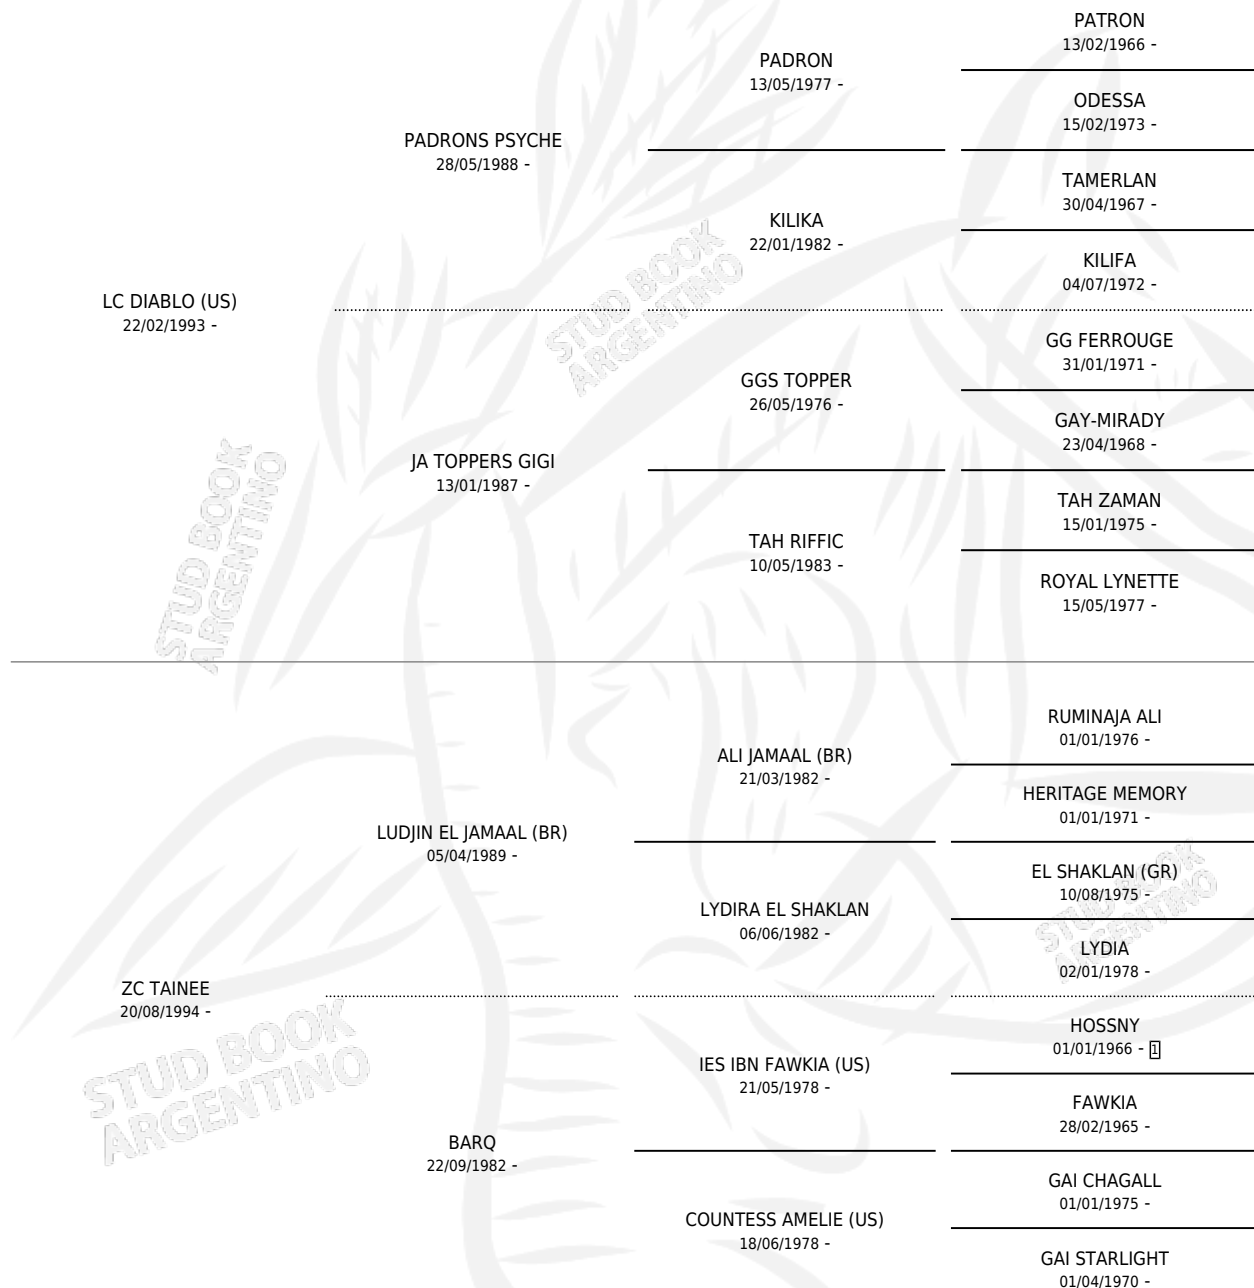 PATRON
13/02/1966 -
PADRON
13/05/1977 -
ODESSA
15/02/1973 -
PADRONS PSYCHE
28/05/1988 -
TAMERLAN
30/04/1967 -
KILIKA
22/01/1982 -
KILIFA
04/07/1972 -
LC DIABLO (US)
22/02/1993 -
GG FERROUGE
31/01/1971 -
GGS TOPPER
26/05/1976 -
GAY-MIRADY
23/04/1968 -
JA TOPPERS GIGI
13/01/1987 -
TAH ZAMAN
15/01/1975 -
TAH RIFFIC
10/05/1983 -
ROYAL LYNETTE
15/05/1977 -
RUMINAJA ALI
01/01/1976 -
ALI JAMAAL (BR)
21/03/1982 -
HERITAGE MEMORY
01/01/1971 -
LUDJIN EL JAMAAL (BR)
05/04/1989 -
EL SHAKLAN (GR)
10/08/1975 -
LYDIRA EL SHAKLAN
06/06/1982 -
LYDIA
02/01/1978 -
ZC TAINEE
20/08/1994 -
HOSSNY
01/01/1966 - 1
IES IBN FAWKIA (US)
21/05/1978 -
FAWKIA
28/02/1965 -
BARQ
22/09/1982 -
GAI CHAGALL
01/01/1975 -
COUNTESS AMELIE (US)
18/06/1978 -
GAI STARLIGHT
01/04/1970 -
STUD BOOK
ARGENTINO
STUD BOOK
ARGENTINO
STUD BOOK
ARGENTINO
STUD BOOK
ARGENTINO